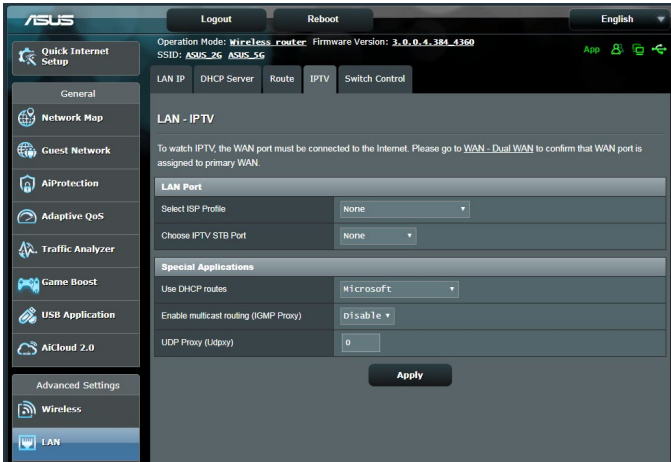 ASUS
Logout
Reboot
English
Quick Internet
Setup
Operation Mode: Wireless router Firmware Version: 3.0.0.4.384_4360
SSID: ASUS_2G ASUS_5G
App
General
Network Map
Guest Network
AiProtection
Adaptive QoS
Traffic Analyzer
Game Boost
USB Application
AiCloud 2.0
Advanced Settings
Wireless
LAN
LAN IP
DHCP Server
Route
IPTV
Switch Control
LAN - IPTV
To watch IPTV, the WAN port must be connected to the Internet. Please go to WAN - Dual WAN to confirm that WAN port is
assigned to primary WAN.
LAN Port
Select ISP Profile
None
Choose IPTV STB Port
None
Special Applications
Use DHCP routes
Microsoft
Enable multicast routing (IGMP Proxy)
Disable
UDP Proxy (Udpxy)
0
Apply